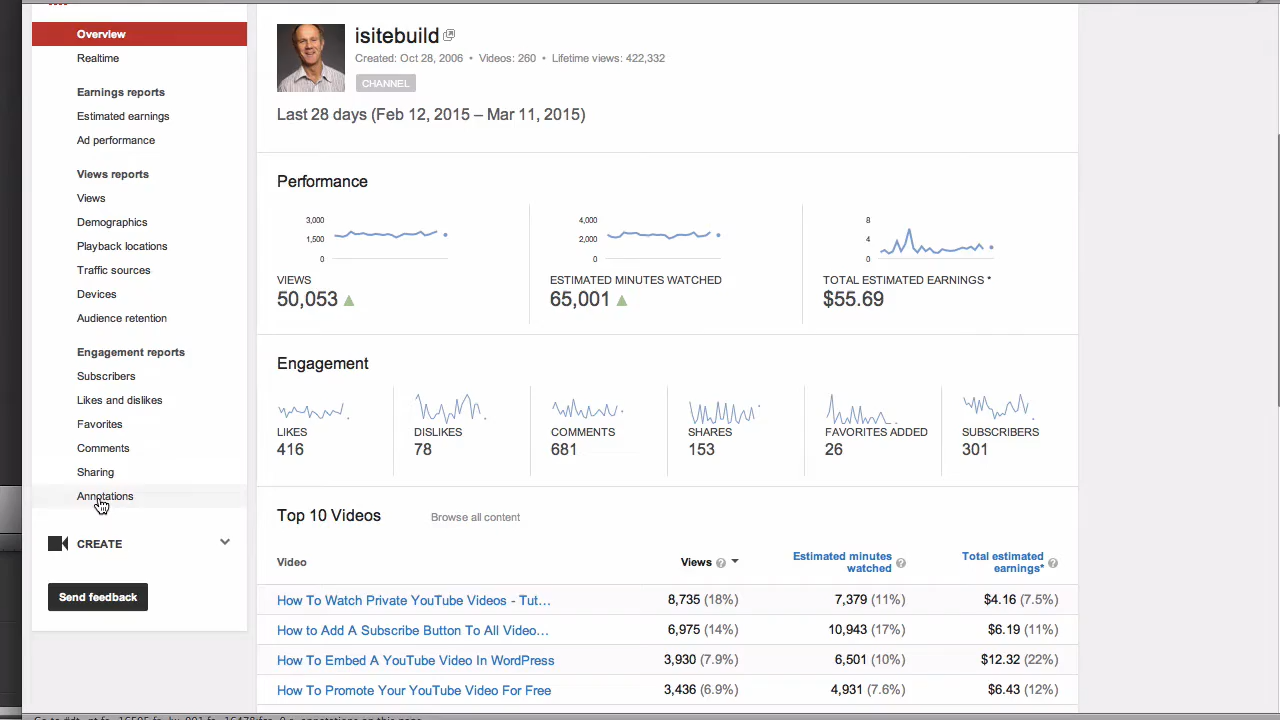 Overview
Realtime
Earnings reports
Estimated earnings
Ad performance
Views reports
Views
Demographics
Playback locations
Traffic sources
Devices
Audience retention
Engagement reports
Subscribers
Likes and dislikes
Favorites
Comments
Sharing
Annotations
CREATE
Send feedback
isitebuild
Created: Oct 28, 2006 • Videos: 260 • Lifetime views: 422,332
CHANNEL
Last 28 days (Feb 12, 2015 – Mar 11, 2015)
Performance
3,000
1,500
0
VIEWS
50,053
4,000
2,000
0
ESTIMATED MINUTES WATCHED
65,001
8
4
0
TOTAL ESTIMATED EARNINGS *
$55.69
Engagement
LIKES
416
DISLIKES
78
COMMENTS
681
SHARES
153
FAVORITES ADDED
26
SUBSCRIBERS
301
Top 10 Videos Browse all content
Video Views ? Estimated minutes watched ? Total estimated earnings* ?
How To Watch Private YouTube Videos - Tut... 8,735 (18%) 7,379 (11%) $4.16 (7.5%)
How to Add A Subscribe Button To All Video... 6,975 (14%) 10,943 (17%) $6.19 (11%)
How To Embed A YouTube Video In WordPress 3,930 (7.9%) 6,501 (10%) $12.32 (22%)
How To Promote Your YouTube Video For Free 3,436 (6.9%) 4,931 (7.6%) $6.43 (12%)